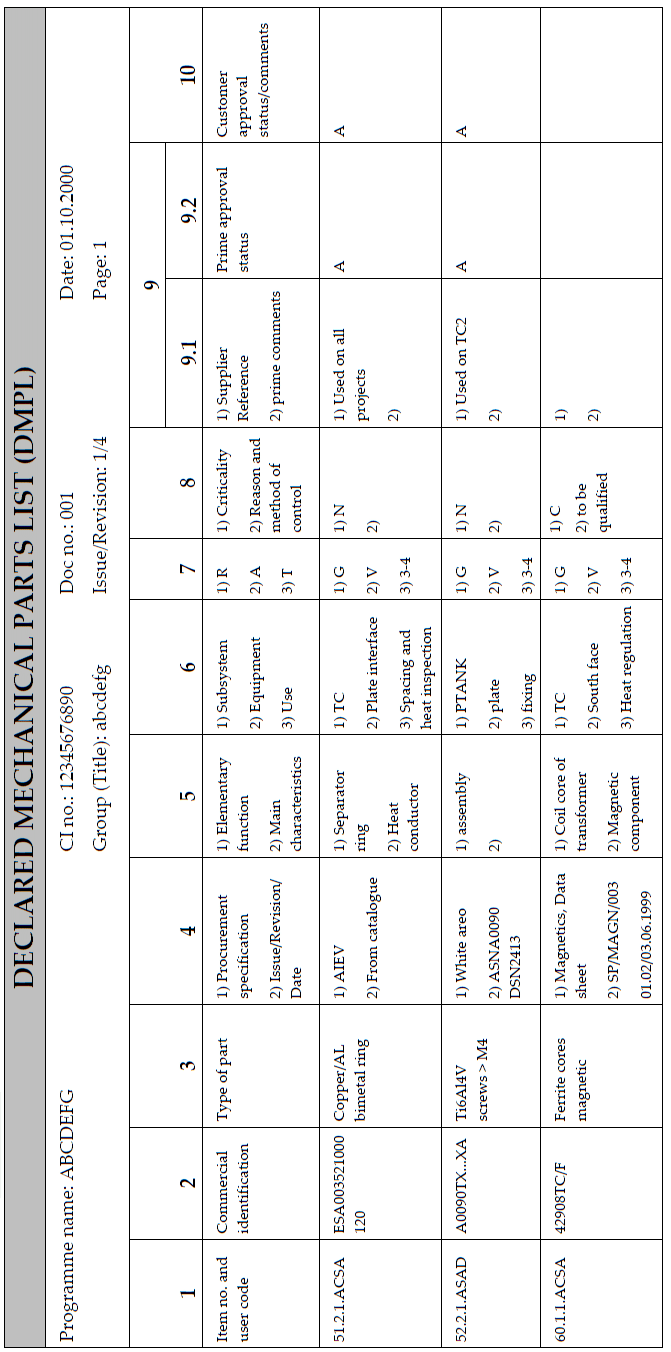 DECLARED MECHANICAL PARTS LIST (DMPL)
Programme name: ABCDEFG
CI no.: 12345676890
Doc no.: 001
Date: 01.10.2000
Group (Title): abcdefg
Issue/Revision: 1/4
Page: 1
1
2
3
4
5
6
7
8
9
9.1
9.2
10
Item no. and
user code
Commercial
identification
Type of part
1) Procurement
specification
2) Issue/Revision/
Date
1) Elementary
function
2) Main
characteristics
1) Subsystem
2) Equipment
3) Use
1) R
2) A
3) T
1) Criticality
2) Reason and
method of
control
1) Supplier
Reference
2) prime comments
Prime approval
status
Customer
approval
status/comments
51.2.1.ACSA
ESA003521000
120
Copper/AL
bimetal ring
1) AIEV
2) From catalogue
1) Separator
ring
2) Heat
conductor
1) TC
2) Plate interface
3) Spacing and
heat inspection
1) G
2) V
3) 3-4
1) N
2)
1) Used on all
projects
2)
A
A
52.2.1.ASAD
A0090TX...XA
Ti6Al4V
screws > M4
1) White areo
2) ASNA0090
DSN2413
1) assembly
2)
1) PTANK
2) plate
3) fixing
1) G
2) V
3) 3-4
1) N
2)
1) Used on TC2
2)
A
A
60.1.1.ACSA
42908TC/F
Ferrite cores
magnetic
1) Magnetics, Data
sheet
2) SP/MAGN/003
01.02/03.06.1999
1) Coil core of
transformer
2) Magnetic
component
1) TC
2) South face
3) Heat regulation
1) G
2) V
3) 3-4
1) C
2) to be
qualified
1)
2)